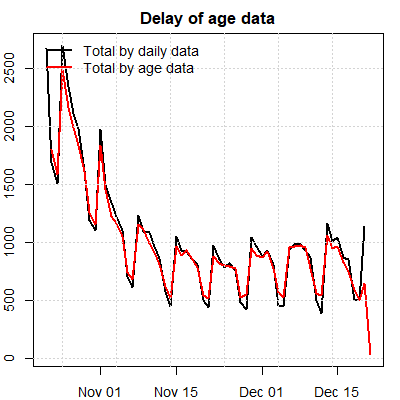 Delay of age data
Total by daily data
Total by age data
2500
2000
1500
1000
500
0
Nov 01 Nov 15 Dec 01 Dec 15